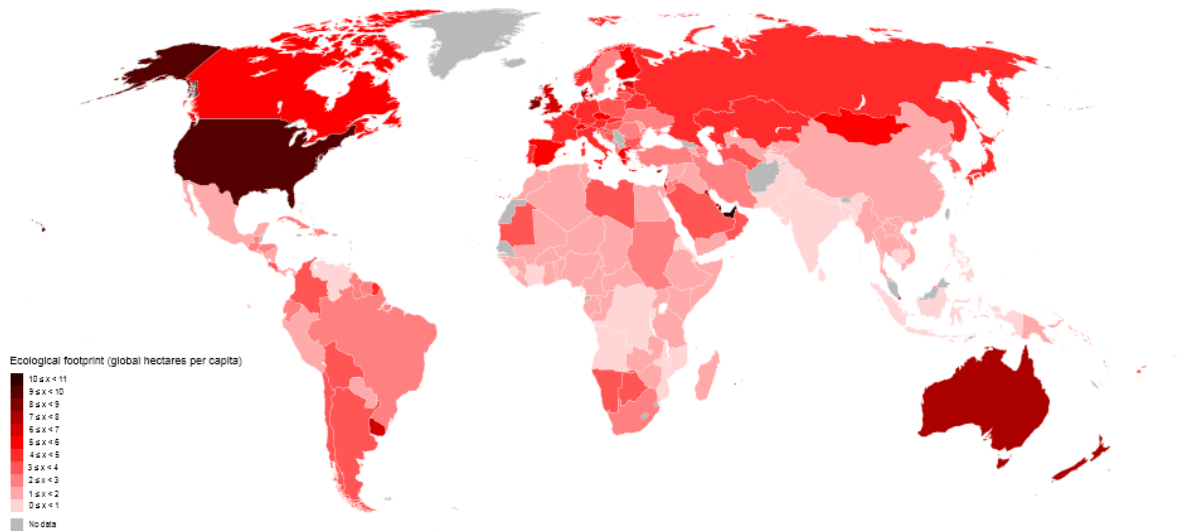 Ecological footprint (global hectares per capita)
10 ≤ x < 11
9 ≤ x < 10
8 ≤ x < 9
7 ≤ x < 8
6 ≤ x < 7
5 ≤ x < 6
4 ≤ x < 5
3 ≤ x < 4
2 ≤ x < 3
1 ≤ x < 2
0 ≤ x < 1
No data